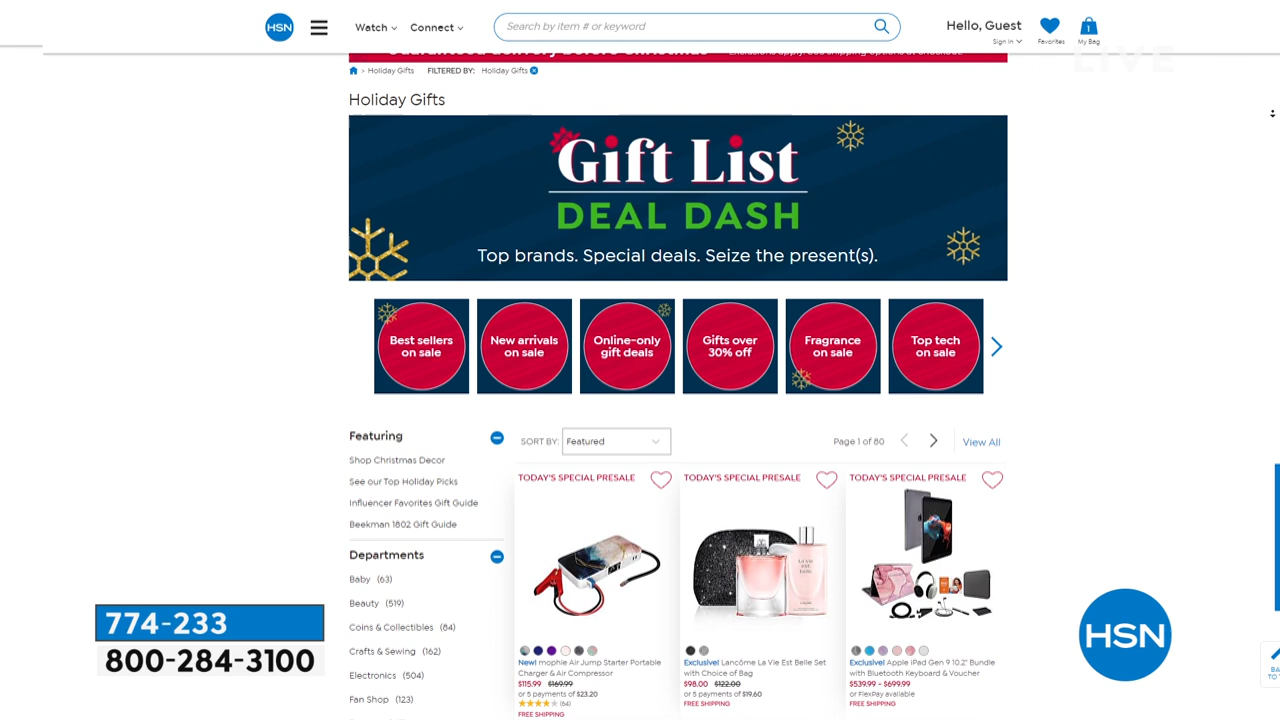 HSN
Watch
Connect
Search by item # or keyword
Hello, Guest
Sign In
Favorites
1
My Bag
LIVE
> Holiday Gifts FILTERED BY: Holiday Gifts
Holiday Gifts
Gift List
DEAL DASH
Top brands. Special deals. Seize the present(s).
Best sellers
on sale
New arrivals
on sale
Online-only
gift deals
Gifts over
30% off
Fragrance
on sale
Top tech
on sale
Featuring
Shop Christmas Decor
See our Top Holiday Picks
Influencer Favorites Gift Guide
Beekman 1802 Gift Guide
Departments
Baby (63)
Beauty (519)
Coins & Collectibles (84)
Crafts & Sewing (162)
Electronics (504)
Fan Shop (123)
SORT BY: Featured
Page 1 of 80
View All
TODAY'S SPECIAL PRESALE
New! mophie Air Jump Starter Portable
Charger & Air Compressor
$115.99 $169.99
or 5 payments of $23.20
(64)
FREE SHIPPING
TODAY'S SPECIAL PRESALE
Exclusive! Lancôme La Vie Est Belle Set
with Choice of Bag
$98.00 $122.00
or 5 payments of $19.60
FREE SHIPPING
TODAY'S SPECIAL PRESALE
Exclusive! Apple iPad Gen 9 10.2" Bundle
with Bluetooth Keyboard & Voucher
$539.99 - $699.99
or FlexPay available
FREE SHIPPING
774-233
800-284-3100
HSN